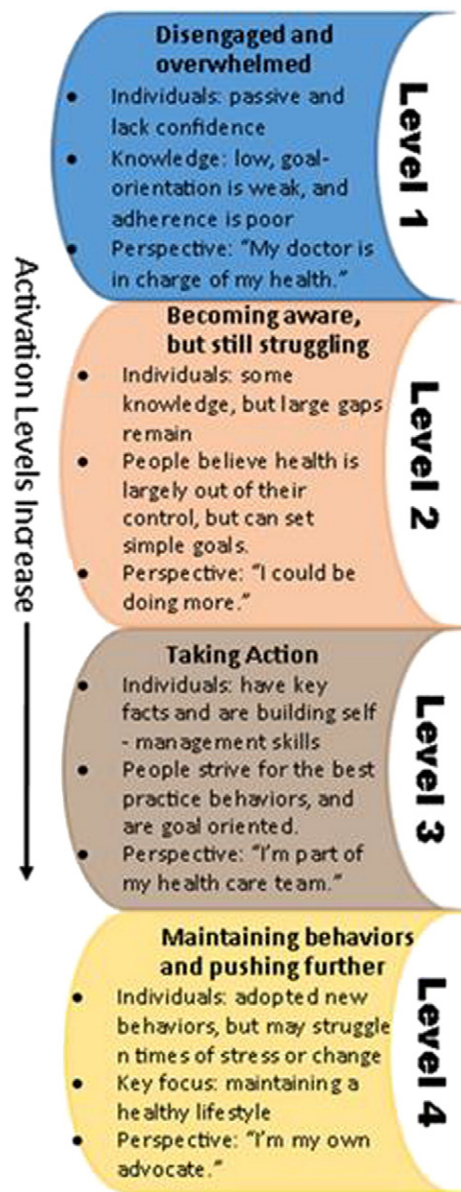 Disengaged and
overwhelmed
• Individuals: passive and
lack confidence
• Knowledge: low, goal-
orientation is weak, and
adherence is poor
• Perspective: “My doctor is
in charge of my health.”
Level 1
Becoming aware,
but still struggling
• Individuals: some
knowledge, but large gaps
remain
• People believe health is
largely out of their
control, but can set
simple goals.
• Perspective: “I could be
doing more.”
Level 2
Activation Levels Increase
Taking Action
• Individuals: have key
facts and are building self
- management skills
• People strive for the best
practice behaviors, and
are goal oriented.
• Perspective: “I’m part of
my health care team.”
Level 3
Maintaining behaviors
and pushing further
• Individuals: adopted new
behaviors, but may struggle
n times of stress or change
• Key focus: maintaining a
healthy lifestyle
• Perspective: “I’m my own
advocate.”
Level 4